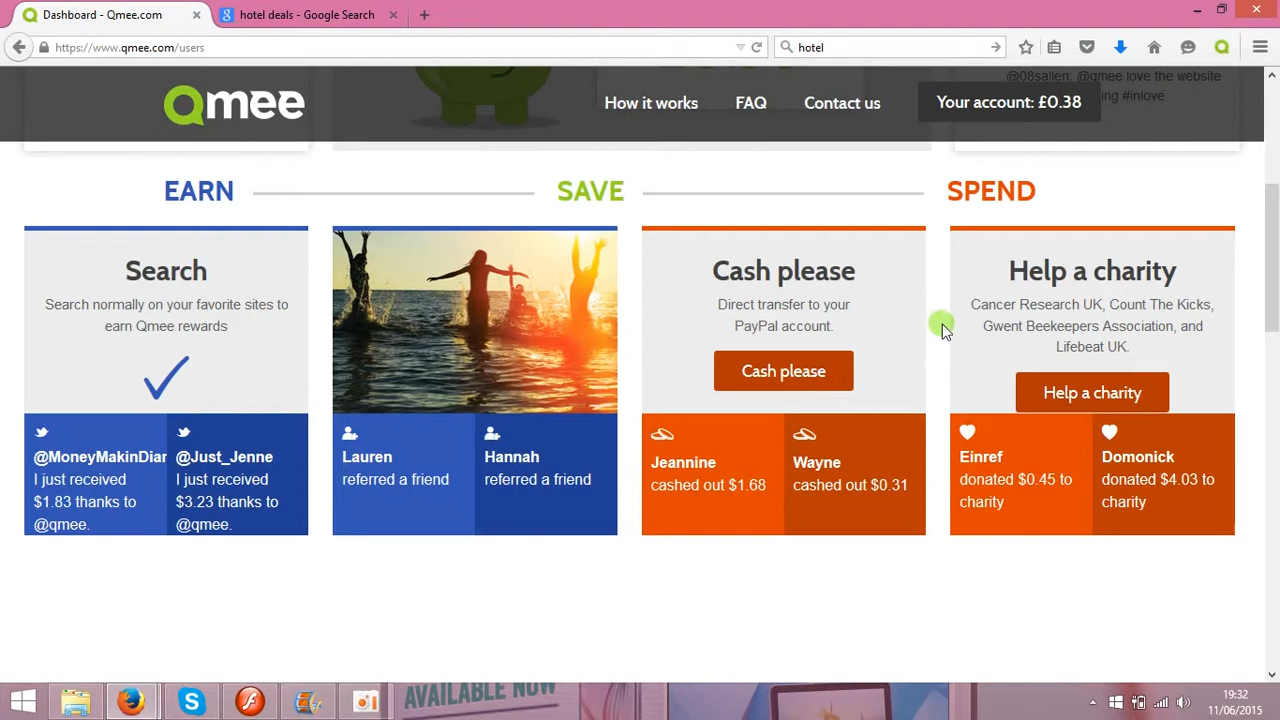 Dashboard - Qmee.com
hotel deals - Google Search
https://www.qmee.com/users
hotel
@08sallen: @qmee love the website
ing #inlove
Qmee
How it works
FAQ
Contact us
Your account: £0.38
EARN
SAVE
SPEND
Search
Search normally on your favorite sites to
earn Qmee rewards
@MoneyMakinDiar
I just received
$1.83 thanks to
@qmee.
@Just_Jenne
I just received
$3.23 thanks to
@qmee.
Lauren
referred a friend
Hannah
referred a friend
Cash please
Direct transfer to your
PayPal account.
Cash please
Jeannine
cashed out $1.68
Wayne
cashed out $0.31
Help a charity
Cancer Research UK, Count The Kicks,
Gwent Beekeepers Association, and
Lifebeat UK.
Help a charity
Einref
donated $0.45 to
charity
Domonick
donated $4.03 to
charity
AVAILABLE NOW
19:32
11/06/2015